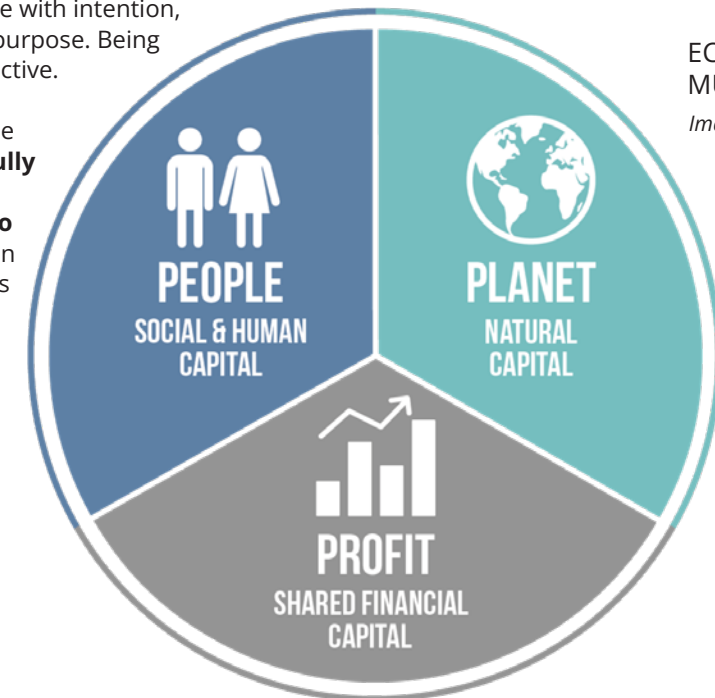 e with intention,
purpose. Being
ctive.
e
ully
o
n
s
PEOPLE
SOCIAL & HUMAN
CAPITAL
PLANET
NATURAL
CAPITAL
PROFIT
SHARED FINANCIAL
CAPITAL
EC
MU
Im